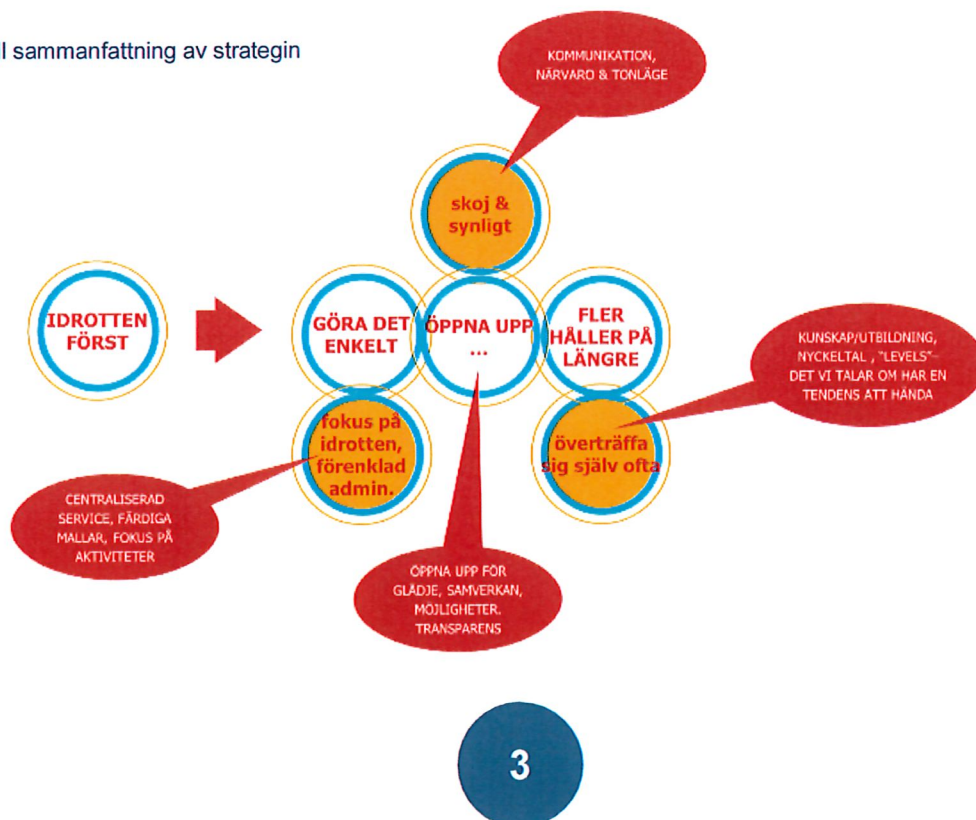 sammanfattning av strategin
KOMMUNIKATION,
NÄRVARO & TONLÄGE
skoj &
synligt
IDROTTEN
FÖRST
GÖRA DET
ENKELT
ÖPPNA UPP
...
FLER
HÅLLER PÅ
LÄNGRE
KUNSKAP/UTBILDNING,
NYCKELTAL , "LEVELS"–
DET VI TALAR OM HAR EN
TENDENS ATT HÄNDA
fokus på
idrotten,
förenklad
admin.
överträffa
sig själv ofta
CENTRALISERAD
SERVICE, FÄRDIGA
MALLAR, FOKUS PÅ
AKTIVITETER
ÖPPNA UPP FÖR
GLÄDJE, SAMVERKAN,
MÖJLIGHETER.
TRANSPARENS
3